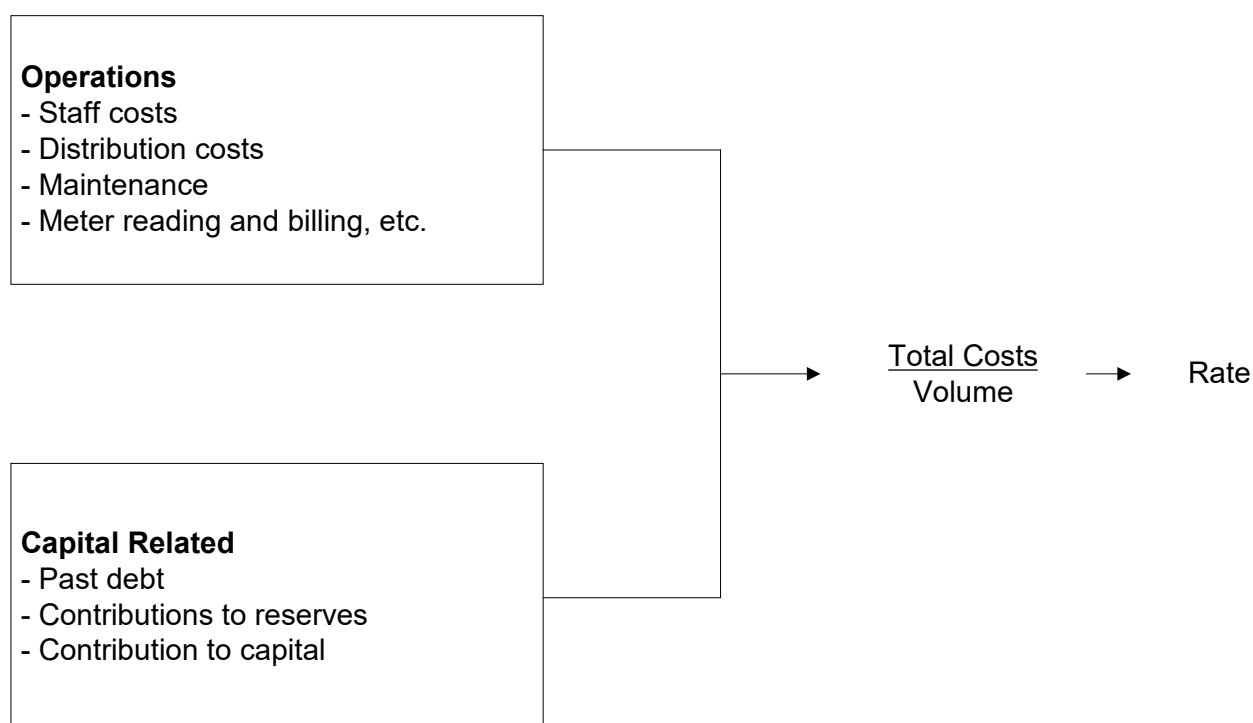 Operations
- Staff costs
- Distribution costs
- Maintenance
- Meter reading and billing, etc.
Total Costs
Volume
Rate
Capital Related
- Past debt
- Contributions to reserves
- Contribution to capital